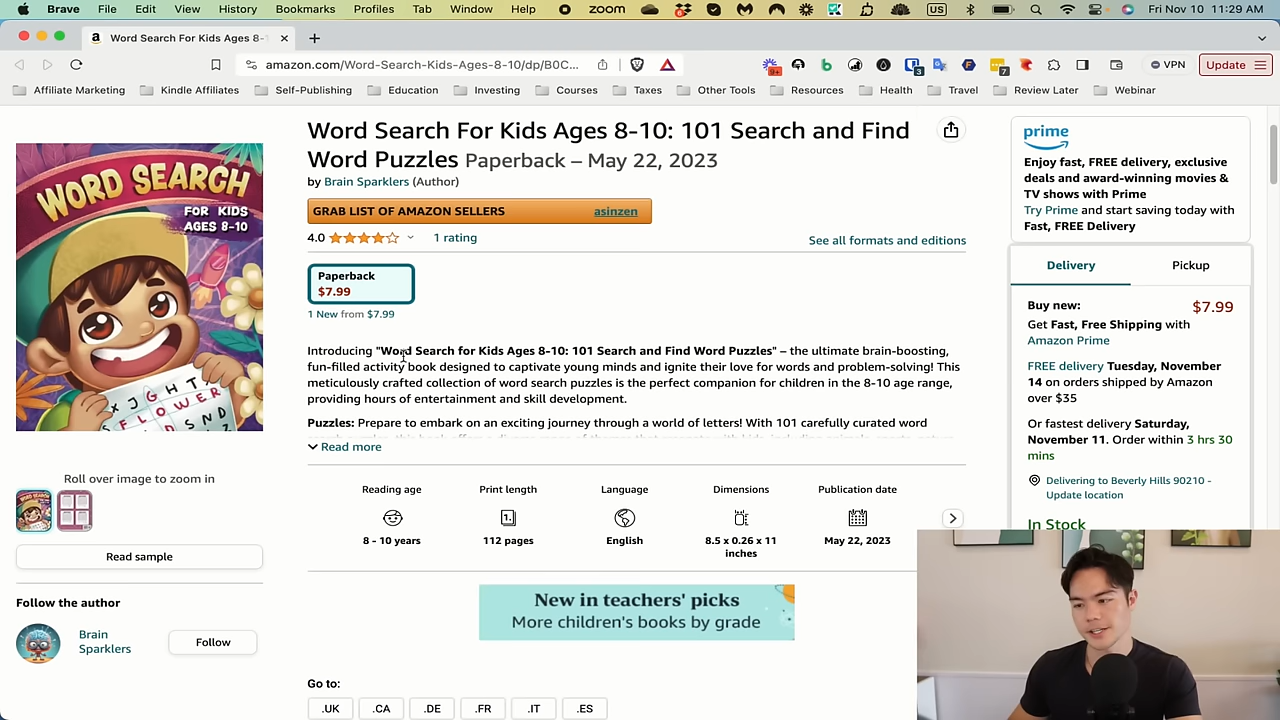 Brave File Edit View History Bookmarks Profiles Tab Window Help zoom US Fri Nov 10 11:29 AM
Word Search For Kids Ages 8-1
amazon.com/Word-Search-Kids-Ages-8-10/dp/B0C...
9+ 3 7 VPN Update
Affiliate Marketing Kindle Affiliates Self-Publishing Education Investing Courses Taxes Other Tools Resources Health Travel Review Later Webinar
Word Search For Kids Ages 8-10: 101 Search and Find
Word Puzzles Paperback – May 22, 2023
by Brain Sparklers (Author)
GRAB LIST OF AMAZON SELLERS asinzen
4.0 1 rating
See all formats and editions
Paperback
$7.99
1 New from $7.99
Introducing "Word Search for Kids Ages 8-10: 101 Search and Find Word Puzzles" – the ultimate brain-boosting,
fun-filled activity book designed to captivate young minds and ignite their love for words and problem-solving! This
meticulously crafted collection of word search puzzles is the perfect companion for children in the 8-10 age range,
providing hours of entertainment and skill development.
Puzzles: Prepare to embark on an exciting journey through a world of letters! With 101 carefully curated word
Read more
Reading age Print length Language Dimensions Publication date
8 - 10 years 112 pages English 8.5 x 0.26 x 11 May 22, 2023
inches
New in teachers' picks
More children's books by grade
Go to:
.UK .CA .DE .FR .IT .ES
WORD SEARCH
FOR KIDS
AGES 8-10
X J G H T
F L O W E R
S N D
Roll over image to zoom in
Read sample
Follow the author
Brain
Sparklers
Follow
prime
Enjoy fast, FREE delivery, exclusive
deals and award-winning movies &
TV shows with Prime
Try Prime and start saving today with
Fast, FREE Delivery
Delivery Pickup
Buy new: $7.99
Get Fast, Free Shipping with
Amazon Prime
FREE delivery Tuesday, November
14 on orders shipped by Amazon
over $35
Or fastest delivery Saturday,
November 11. Order within 3 hrs 30
mins
Delivering to Beverly Hills 90210 -
Update location
In Stock